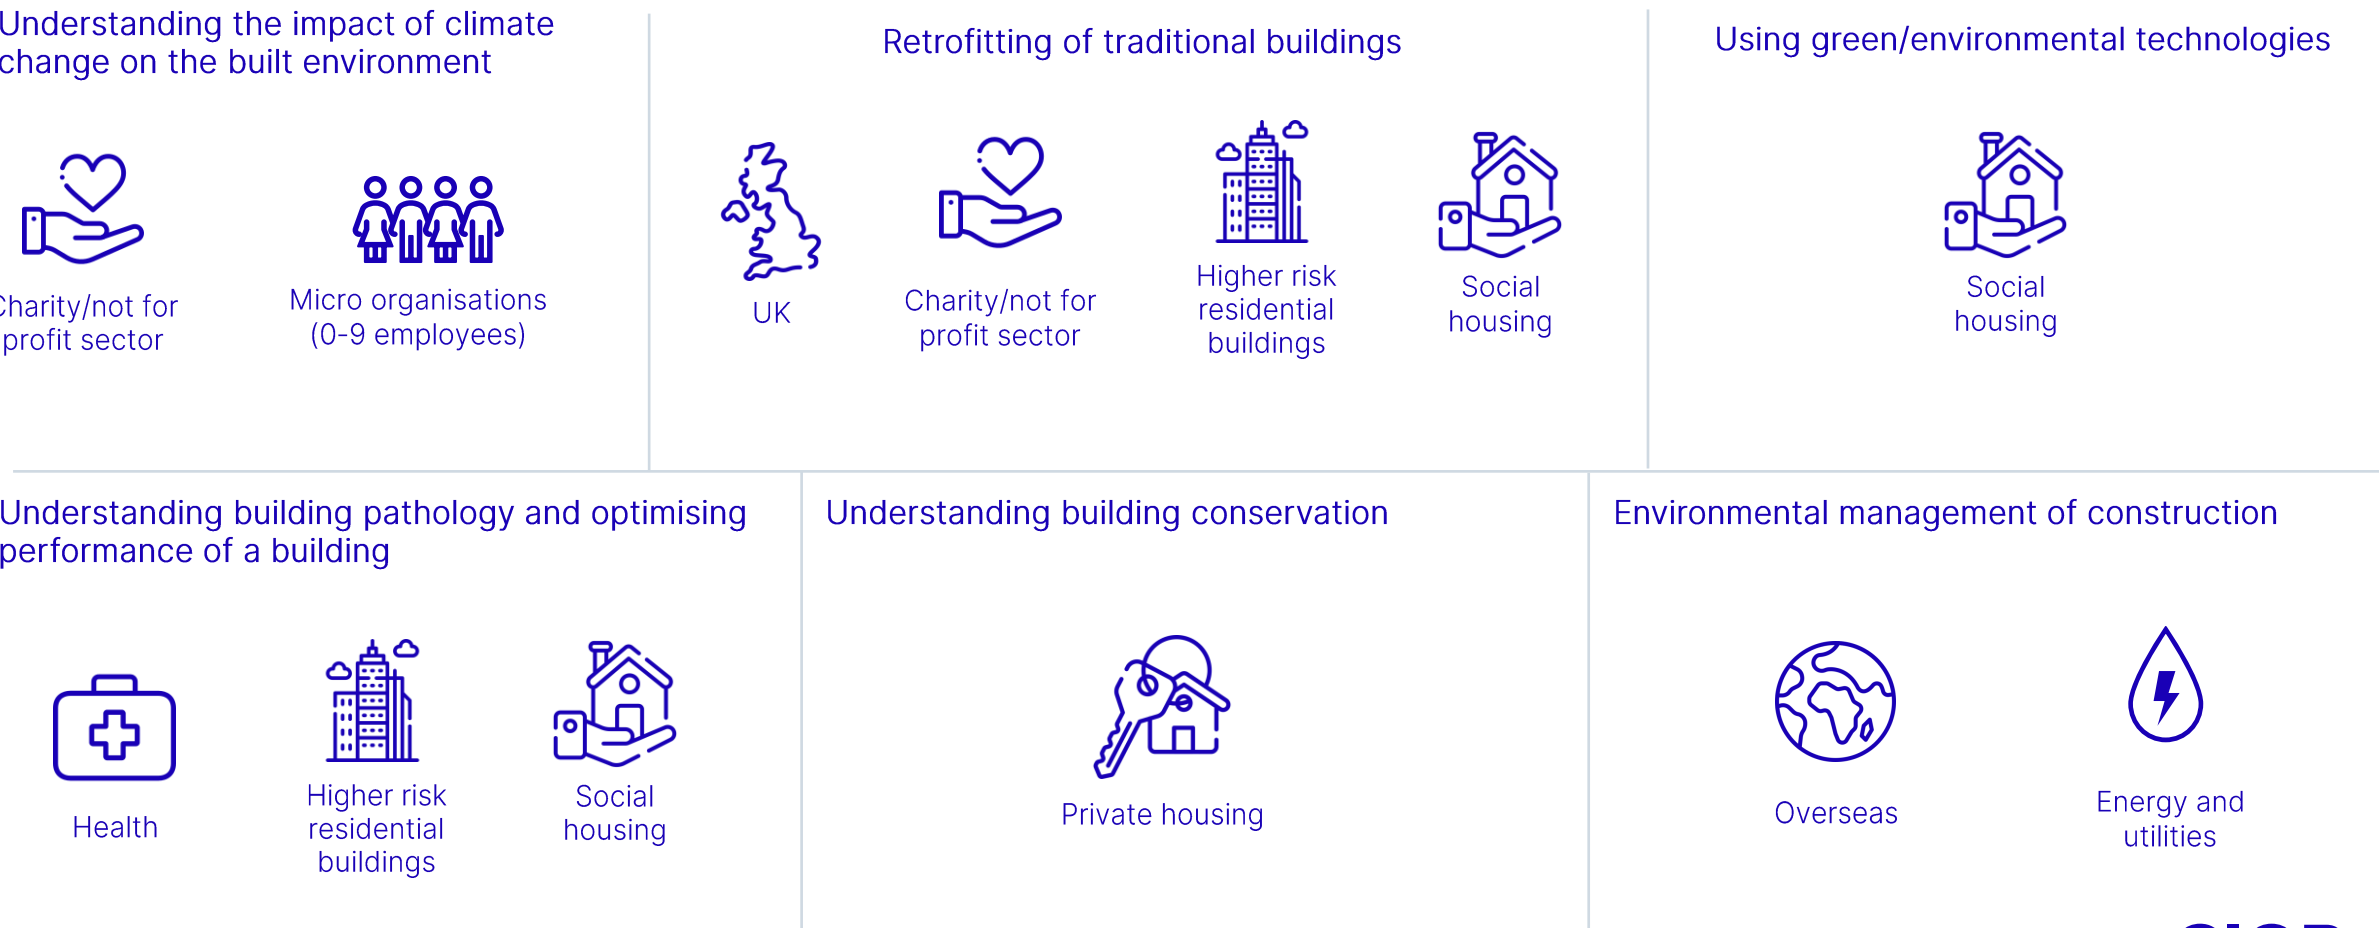 Understanding the impact of climate
change on the built environment
Charity/not for
profit sector
Micro organisations
(0-9 employees)
Retrofitting of traditional buildings
UK
Charity/not for
profit sector
Higher risk
residential
buildings
Social
housing
Using green/environmental technologies
Social
housing
Understanding building pathology and optimising
performance of a building
Health
Higher risk
residential
buildings
Social
housing
Understanding building conservation
Private housing
Environmental management of construction
Overseas
Energy and
utilities